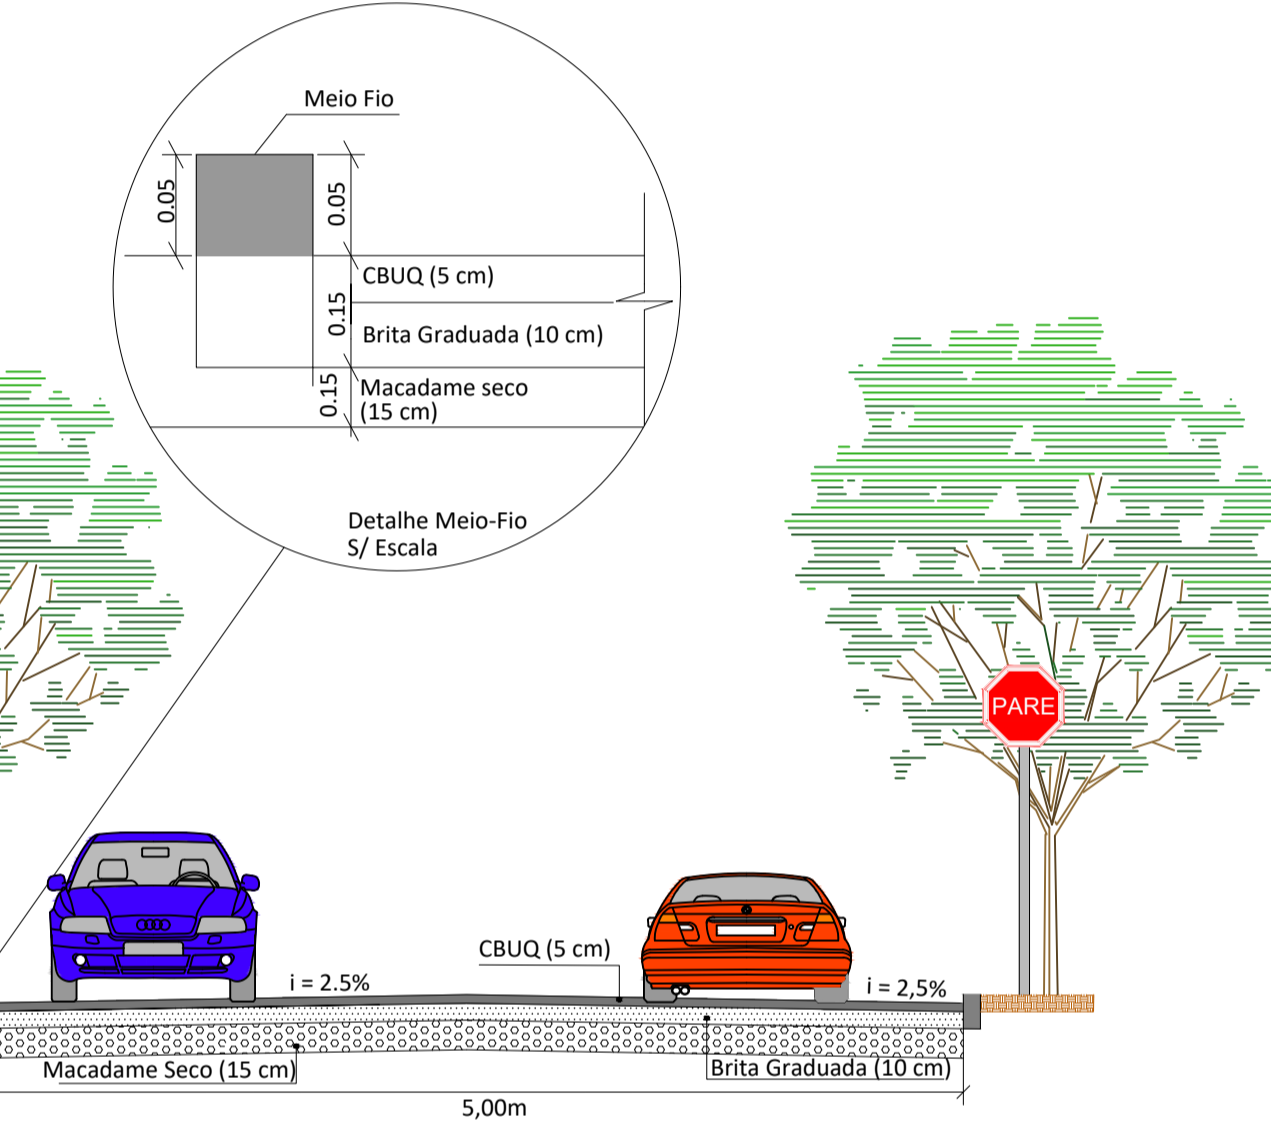 Meio Fio
0.05
0.05
CBUQ (5 cm)
0.15
Brita Graduada (10 cm)
0.15
Macadame seco
(15 cm)
Detalhe Meio-Fio
S/ Escala
PARE
CBUQ (5 cm)
i = 2.5%
i = 2,5%
Macadame Seco (15 cm)
Brita Graduada (10 cm)
5,00m